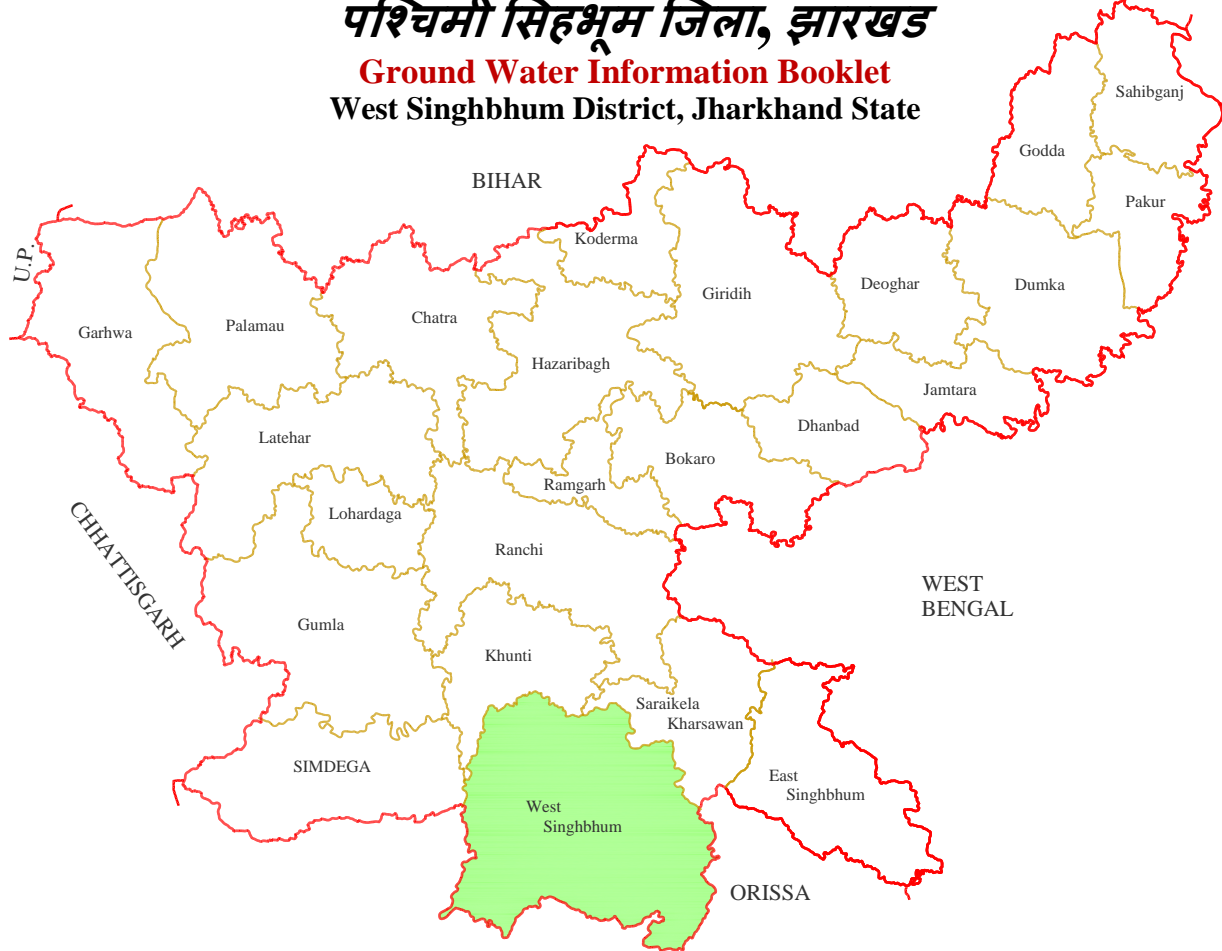 पश्चिमी सिहभूम जिला, झारखड
Ground Water Information Booklet
West Singhbhum District, Jharkhand State
BIHAR
U.P.
CHHATTISGARH
WEST
BENGAL
ORISSA
Sahibganj
Godda
Pakur
Koderma
Deoghar
Dumka
Giridih
Chatra
Palamau
Garhwa
Hazaribagh
Jamtara
Dhanbad
Latehar
Bokaro
Ramgarh
Lohardaga
Ranchi
Gumla
Khunti
Saraikela
Kharsawan
SIMDEGA
East
Singhbhum
West
Singhbhum